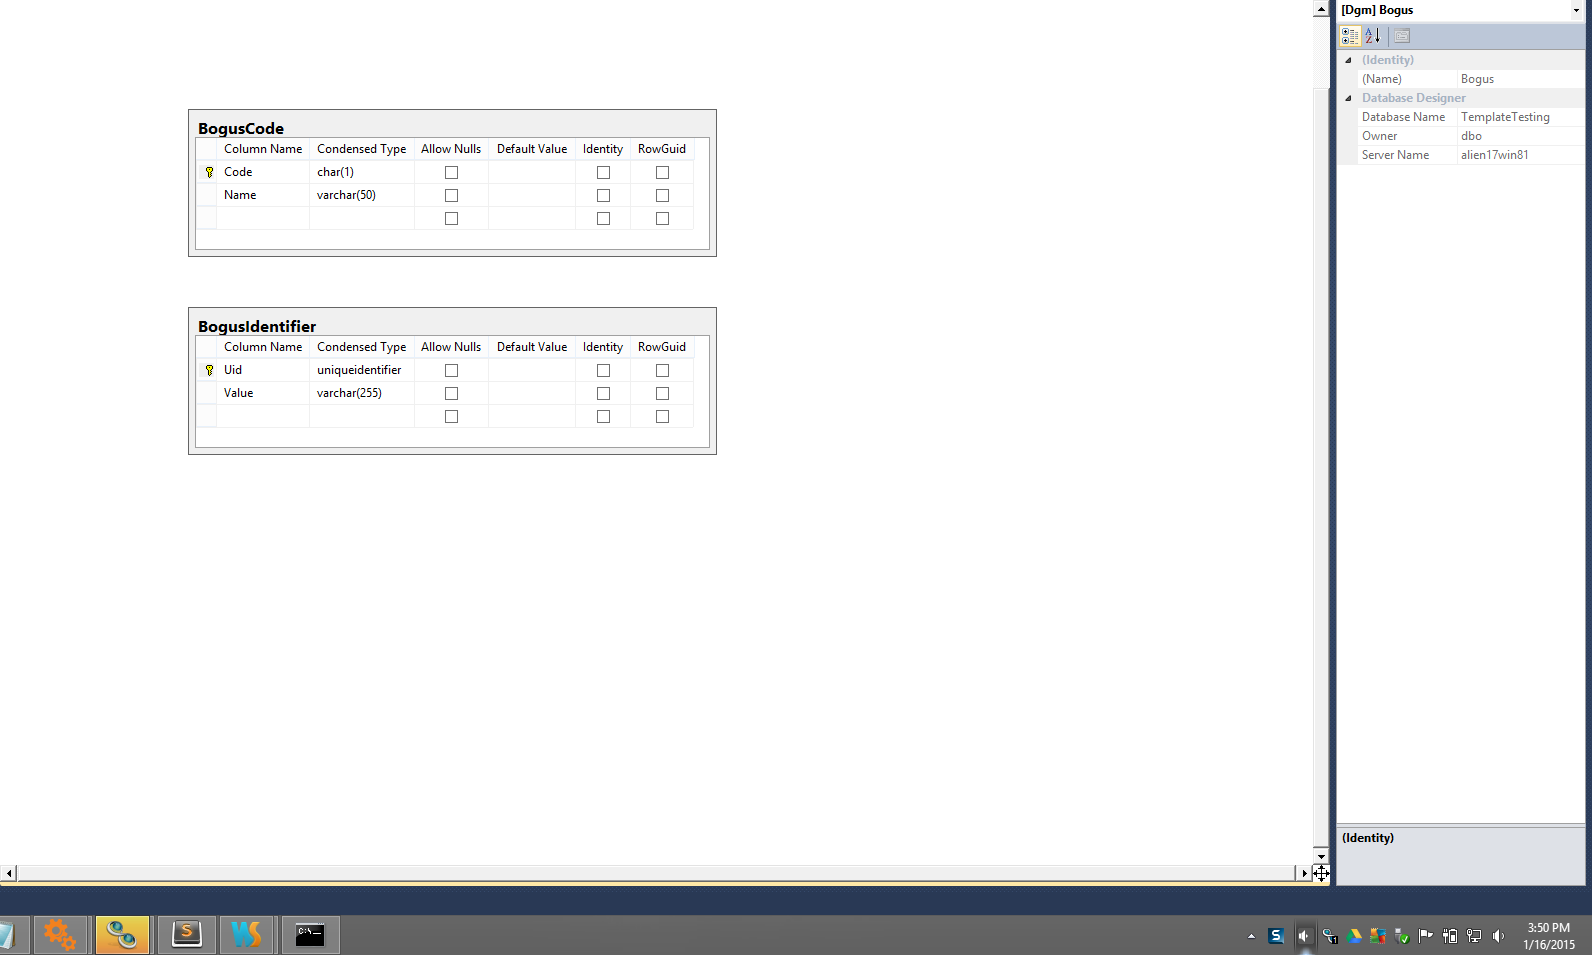 [Dgm] Bogus
(Identity)
(Name) Bogus
Database Designer
Database Name TemplateTesting
Owner dbo
Server Name alien17win81
BogusCode
Column Name Condensed Type Allow Nulls Default Value Identity RowGuid
Code char(1)
Name varchar(50)
BogusIdentifier
Column Name Condensed Type Allow Nulls Default Value Identity RowGuid
Uid uniqueidentifier
Value varchar(255)
(Identity)
3:50 PM
1/16/2015